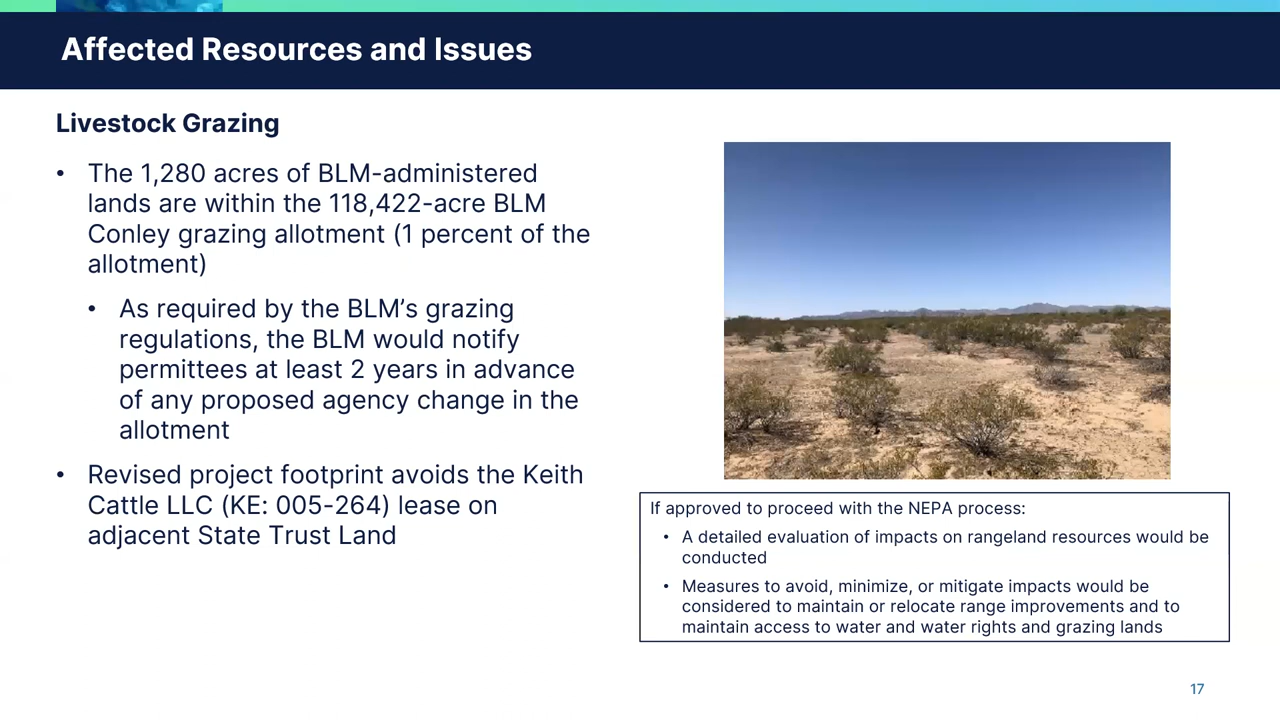 Affected Resources and Issues
Livestock Grazing
• The 1,280 acres of BLM-administered
lands are within the 118,422-acre BLM
Conley grazing allotment (1 percent of the
allotment)
• As required by the BLM’s grazing
regulations, the BLM would notify
permittees at least 2 years in advance
of any proposed agency change in the
allotment
• Revised project footprint avoids the Keith
Cattle LLC (KE: 005-264) lease on
adjacent State Trust Land
If approved to proceed with the NEPA process:
• A detailed evaluation of impacts on rangeland resources would be
conducted
• Measures to avoid, minimize, or mitigate impacts would be
considered to maintain or relocate range improvements and to
maintain access to water and water rights and grazing lands
17